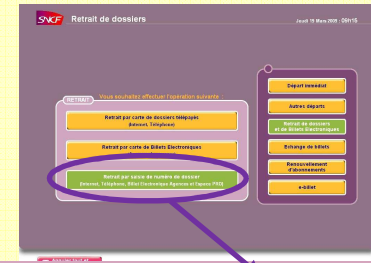 SNCF Retrait de dossiers
Jeudi 19 Mars 2009 - 09h16
RETRAIT
Vous souhaitez effectuer l'opération suivante :
Retrait par carte de dossiers télépayés
(Internet, Téléphone)
Retrait par carte de Billets Electroniques
Retrait par saisie de numéro de dossier
(Internet, Téléphone, Billet Electronique Agences et Espace PRO)
Départ immédiat
Autres départs
Retrait de dossiers
et de Billets Electroniques
Echange de billets
Renouvellement
d'abonnements
e-billet